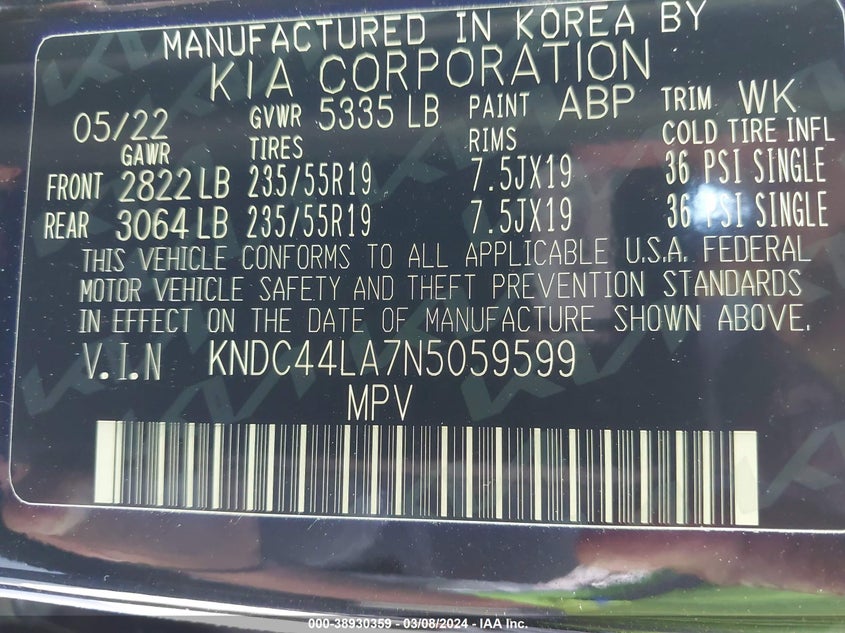 MANUFACTURED IN KOREA BY
KIA CORPORATION
05/22 GVWR 5335 LB PAINT ABP TRIM WK
GAWR TIRES RIMS COLD TIRE INFL
FRONT 2822 LB 235/55R19 7.5JX19 36 PSI SINGLE
REAR 3064 LB 235/55R19 7.5JX19 36 PSI SINGLE
THIS VEHICLE CONFORMS TO ALL APPLICABLE U.S.A. FEDERAL
MOTOR VEHICLE SAFETY AND THEFT PREVENTION STANDARDS
IN EFFECT ON THE DATE OF MANUFACTURE SHOWN ABOVE.
V.I.N KNDC44LA7N5059599
MPV
000-38930359 - 03/08/2024 - IAA Inc.